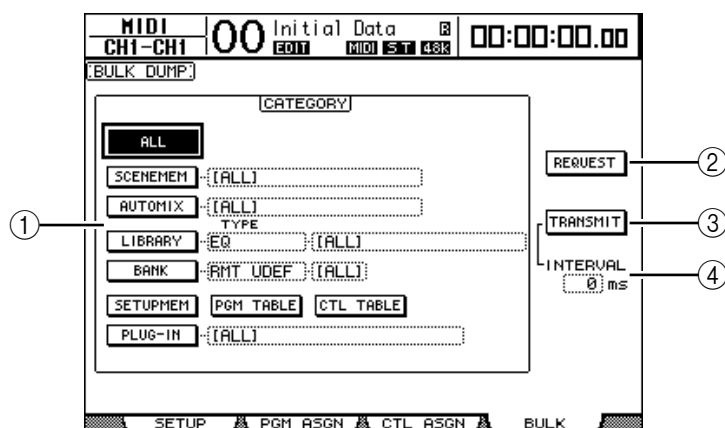 MIDI
CH1-CH1
00 Initial Data R
EDIT MIDI ST 48K
00:00:00.00
BULK DUMP
CATEGORY
ALL
SCENEMEM [ALL]
AUTOMIX [ALL]
TYPE
LIBRARY EQ [ALL]
BANK RMT UDEF [ALL]
SETUPMEM PGM TABLE CTL TABLE
PLUG-IN [ALL]
REQUEST
TRANSMIT
INTERVAL
0 ms
1
2
3
4
SETUP PGM ASGN CTL ASGN BULK